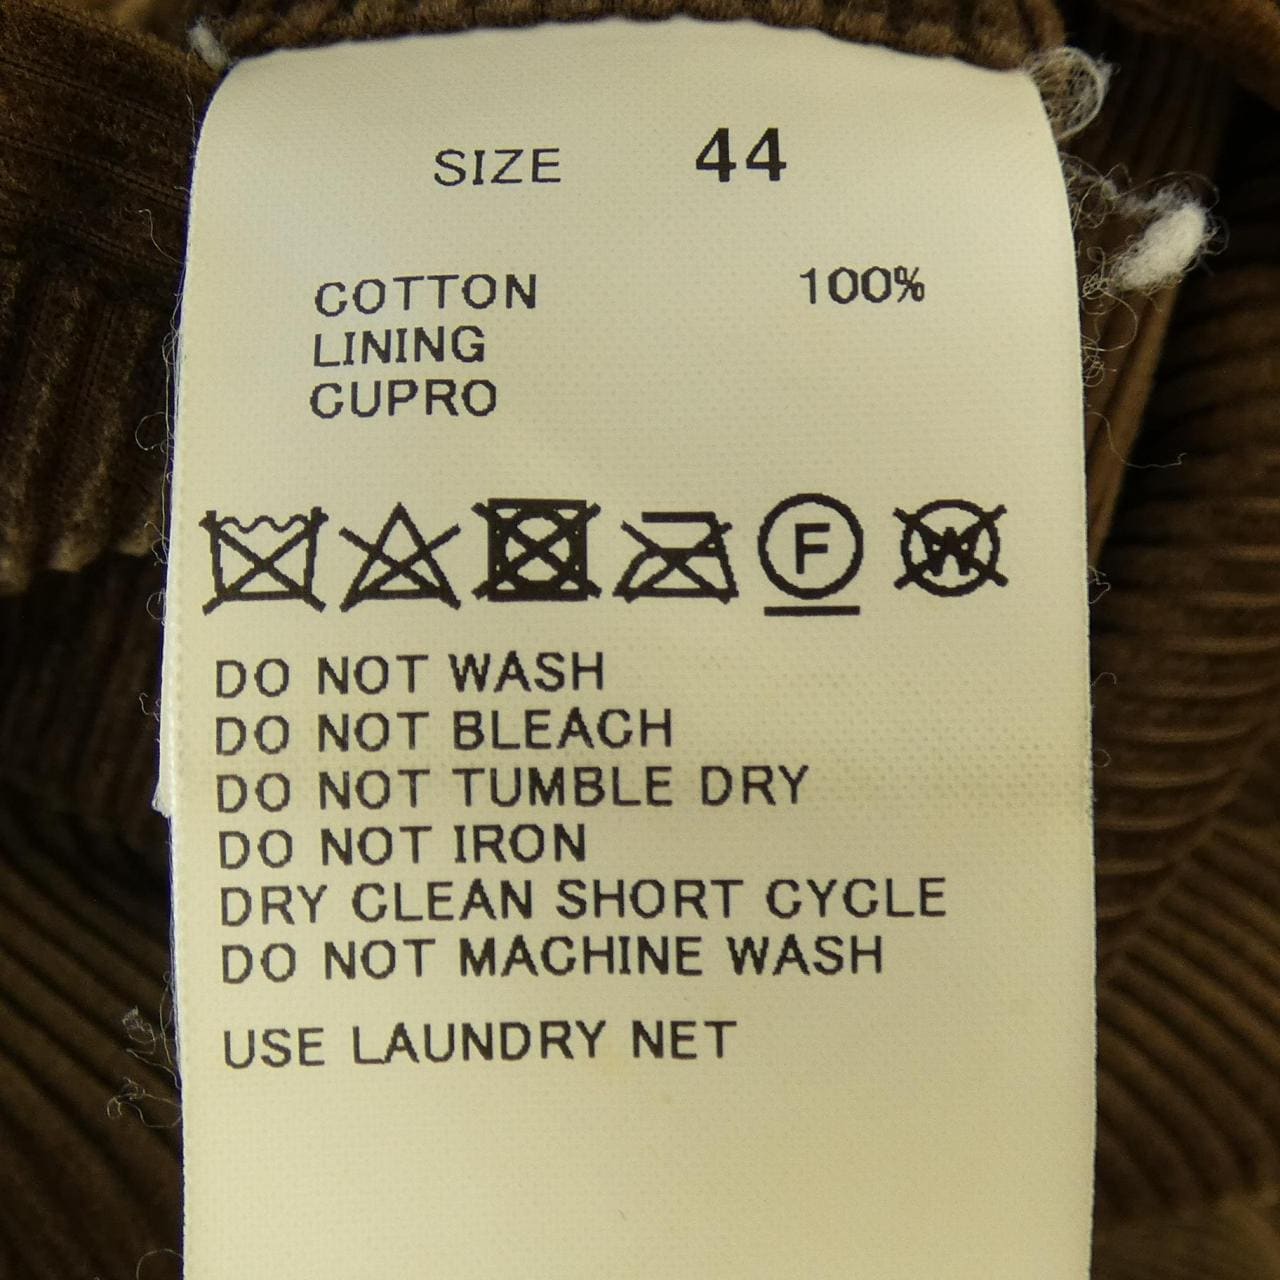 SIZE 44
COTTON 100%
LINING
CUPRO
F W
DO NOT WASH
DO NOT BLEACH
DO NOT TUMBLE DRY
DO NOT IRON
DRY CLEAN SHORT CYCLE
DO NOT MACHINE WASH
USE LAUNDRY NET